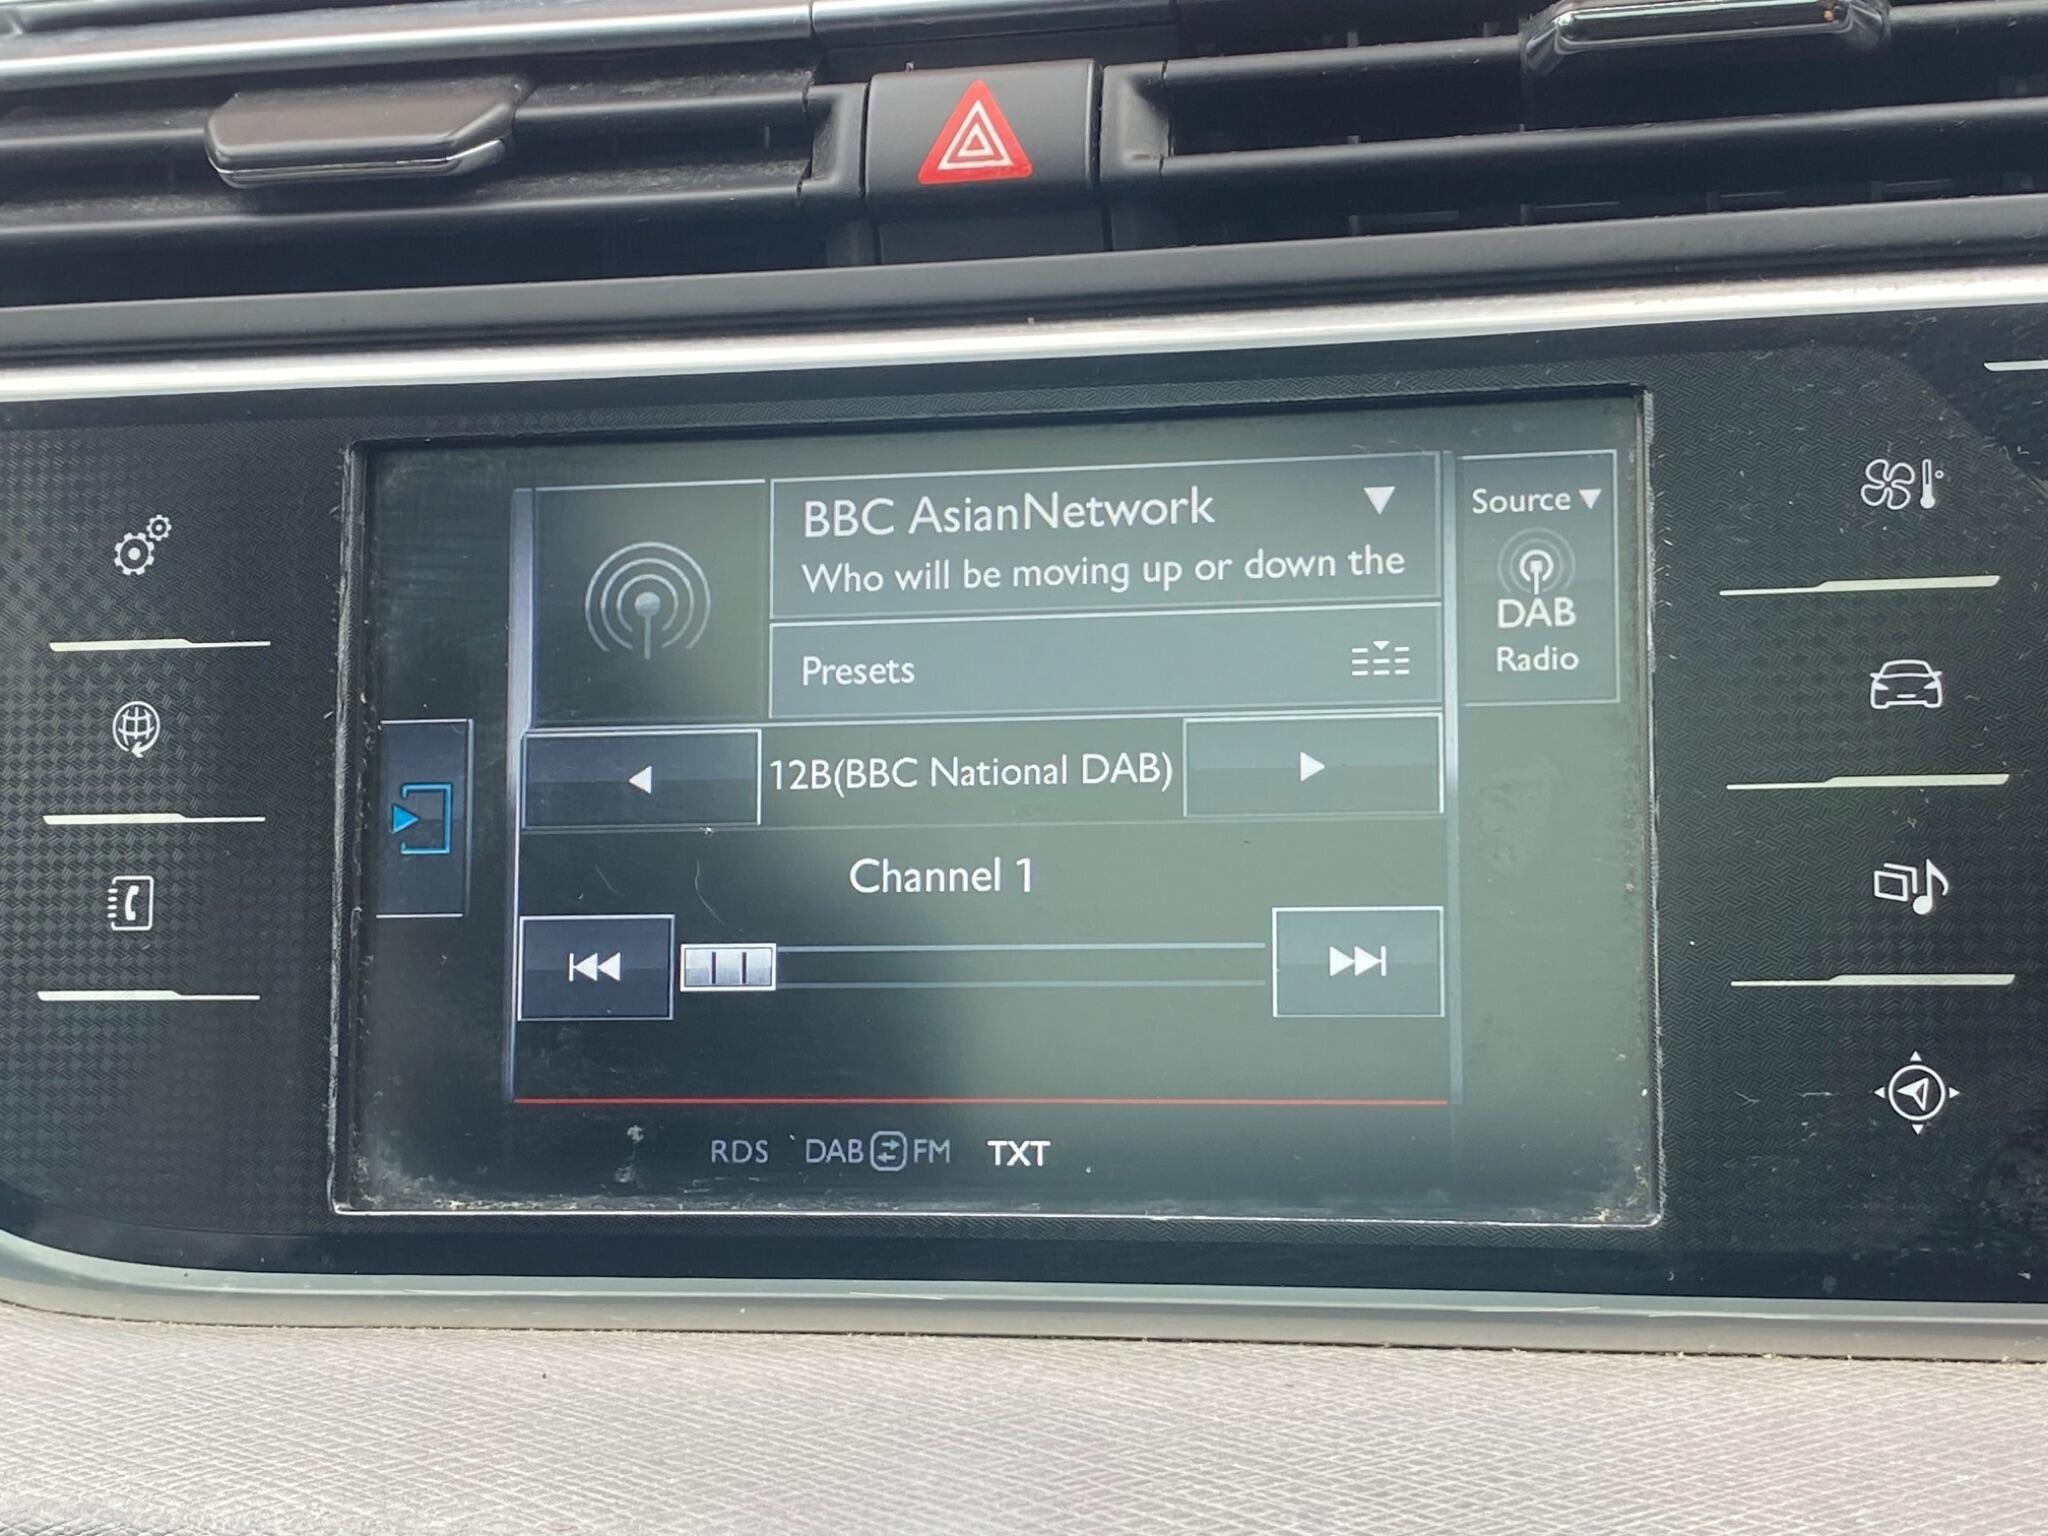 BBC AsianNetwork
Who will be moving up or down the
Source
DAB
Radio
Presets
12B(BBC National DAB)
Channel 1
RDS DAB FM TXT